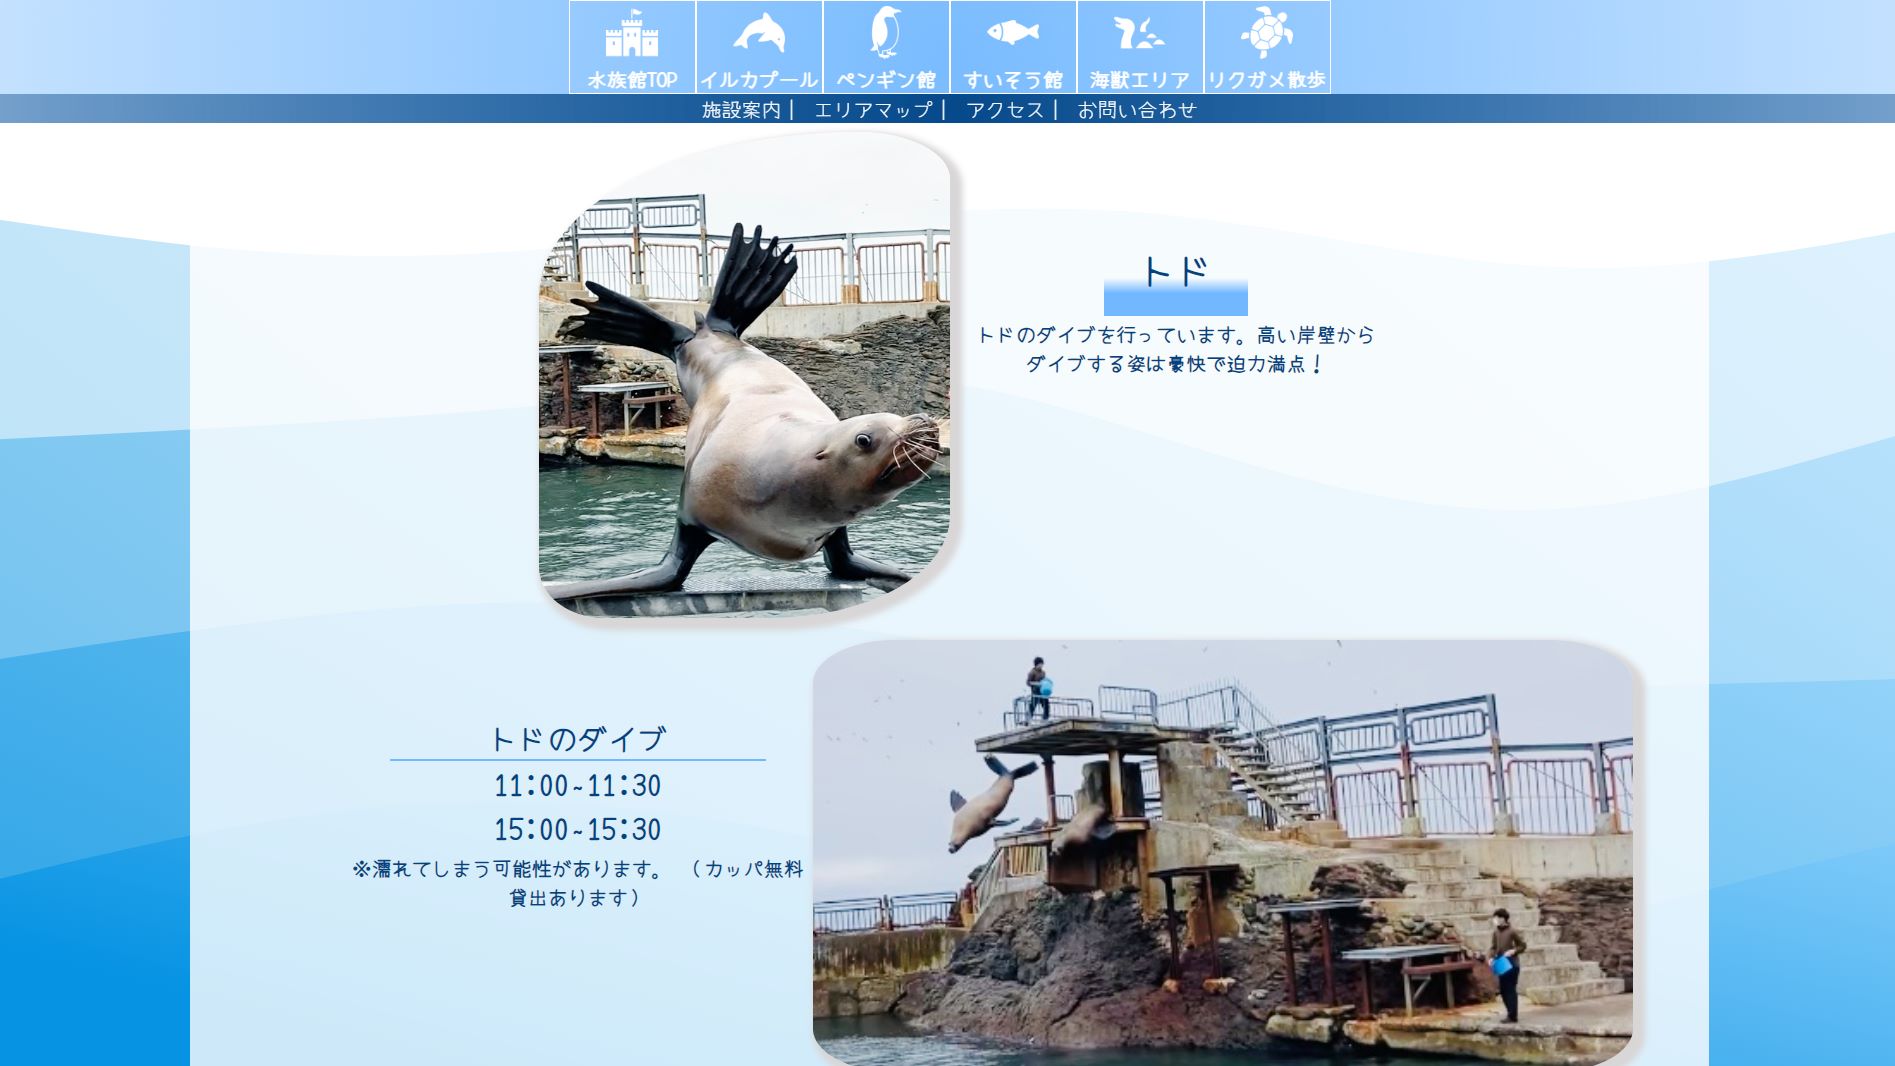 水族館TOP イルカプール ペンギン館 すいそう館 海獣エリア リクガメ散歩
施設案内| エリアマップ| アクセス| お問い合わせ
トド
トドのダイブを行っています。高い岸壁から
ダイブする姿は豪快で迫力満点！
トドのダイブ
11:00~11:30
15:00~15:30
※濡れてしまう可能性があります。 （カッパ無料
貸出あります）